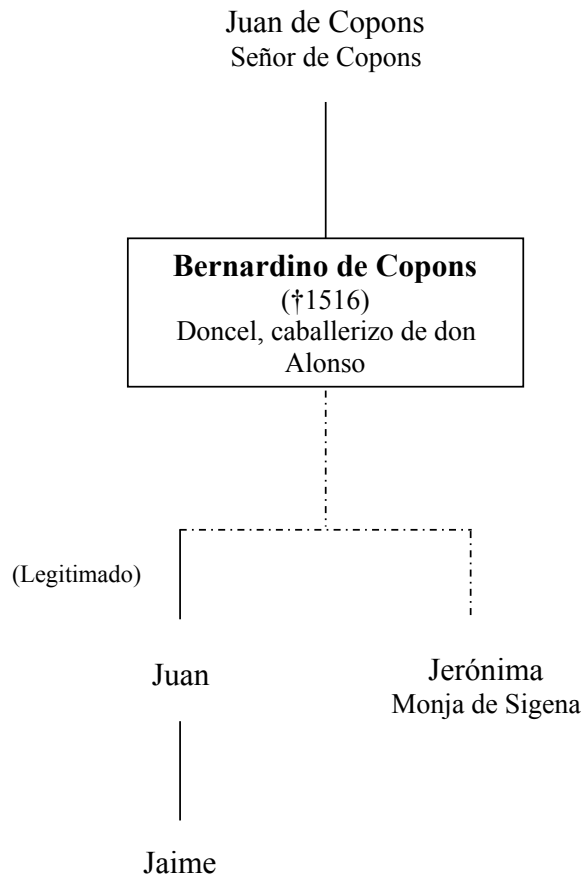 Juan de Copons
Señor de Copons
Bernardino de Copons
(†1516)
Doncel, caballerizo de don
Alonso
(Legitimado)
Juan
Jerónima
Monja de Sigena
Jaime